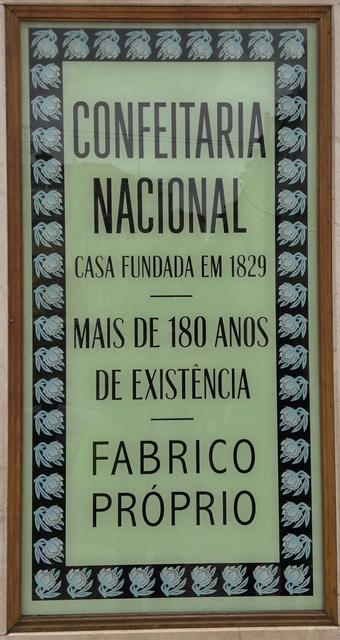 CONFEITARIA
NACIONAL
CASA FUNDADA EM 1829
MAIS DE 180 ANOS
DE EXISTÊNCIA
FABRICO
PRÓPRIO